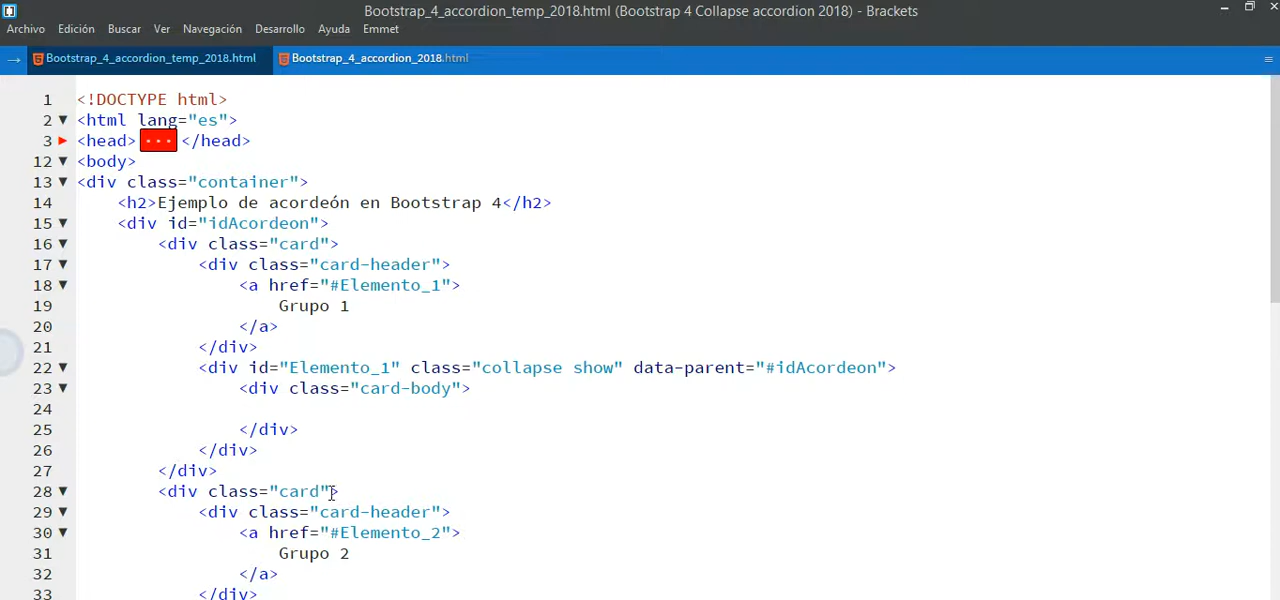 Bootstrap_4_accordion_temp_2018.html (Bootstrap 4 Collapse accordion 2018) - Brackets
Archivo Edición Buscar Ver Navegación Desarrollo Ayuda Emmet
Bootstrap_4_accordion_temp_2018.html Bootstrap_4_accordion_2018.html
1 <!DOCTYPE html>
2 <html lang="es">
3 <head> ... </head>
12 <body>
13 <div class="container">
14 <h2>Ejemplo de acordeón en Bootstrap 4</h2>
15 <div id="idAcordeon">
16 <div class="card">
17 <div class="card-header">
18 <a href="#Elemento_1">
19 Grupo 1
20 </a>
21 </div>
22 <div id="Elemento_1" class="collapse show" data-parent="#idAcordeon">
23 <div class="card-body">
24
25 </div>
26 </div>
27 </div>
28 <div class="card">
29 <div class="card-header">
30 <a href="#Elemento_2">
31 Grupo 2
32 </a>
33 </div>